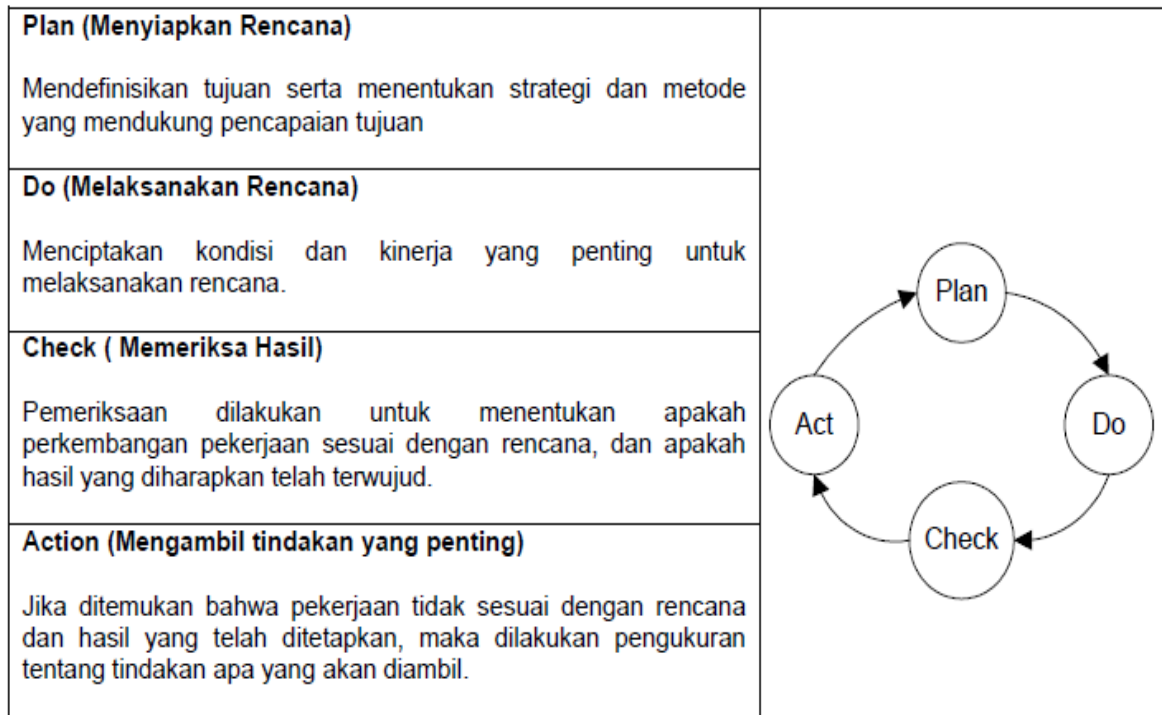 Plan (Menyiapkan Rencana)
Mendefinisikan tujuan serta menentukan strategi dan metode
yang mendukung pencapaian tujuan
Do (Melaksanakan Rencana)
Menciptakan kondisi dan kinerja yang penting untuk
melaksanakan rencana.
Check ( Memeriksa Hasil)
Pemeriksaan dilakukan untuk menentukan apakah
perkembangan pekerjaan sesuai dengan rencana, dan apakah
hasil yang diharapkan telah terwujud.
Action (Mengambil tindakan yang penting)
Jika ditemukan bahwa pekerjaan tidak sesuai dengan rencana
dan hasil yang telah ditetapkan, maka dilakukan pengukuran
tentang tindakan apa yang akan diambil.
Plan
Act
Do
Check